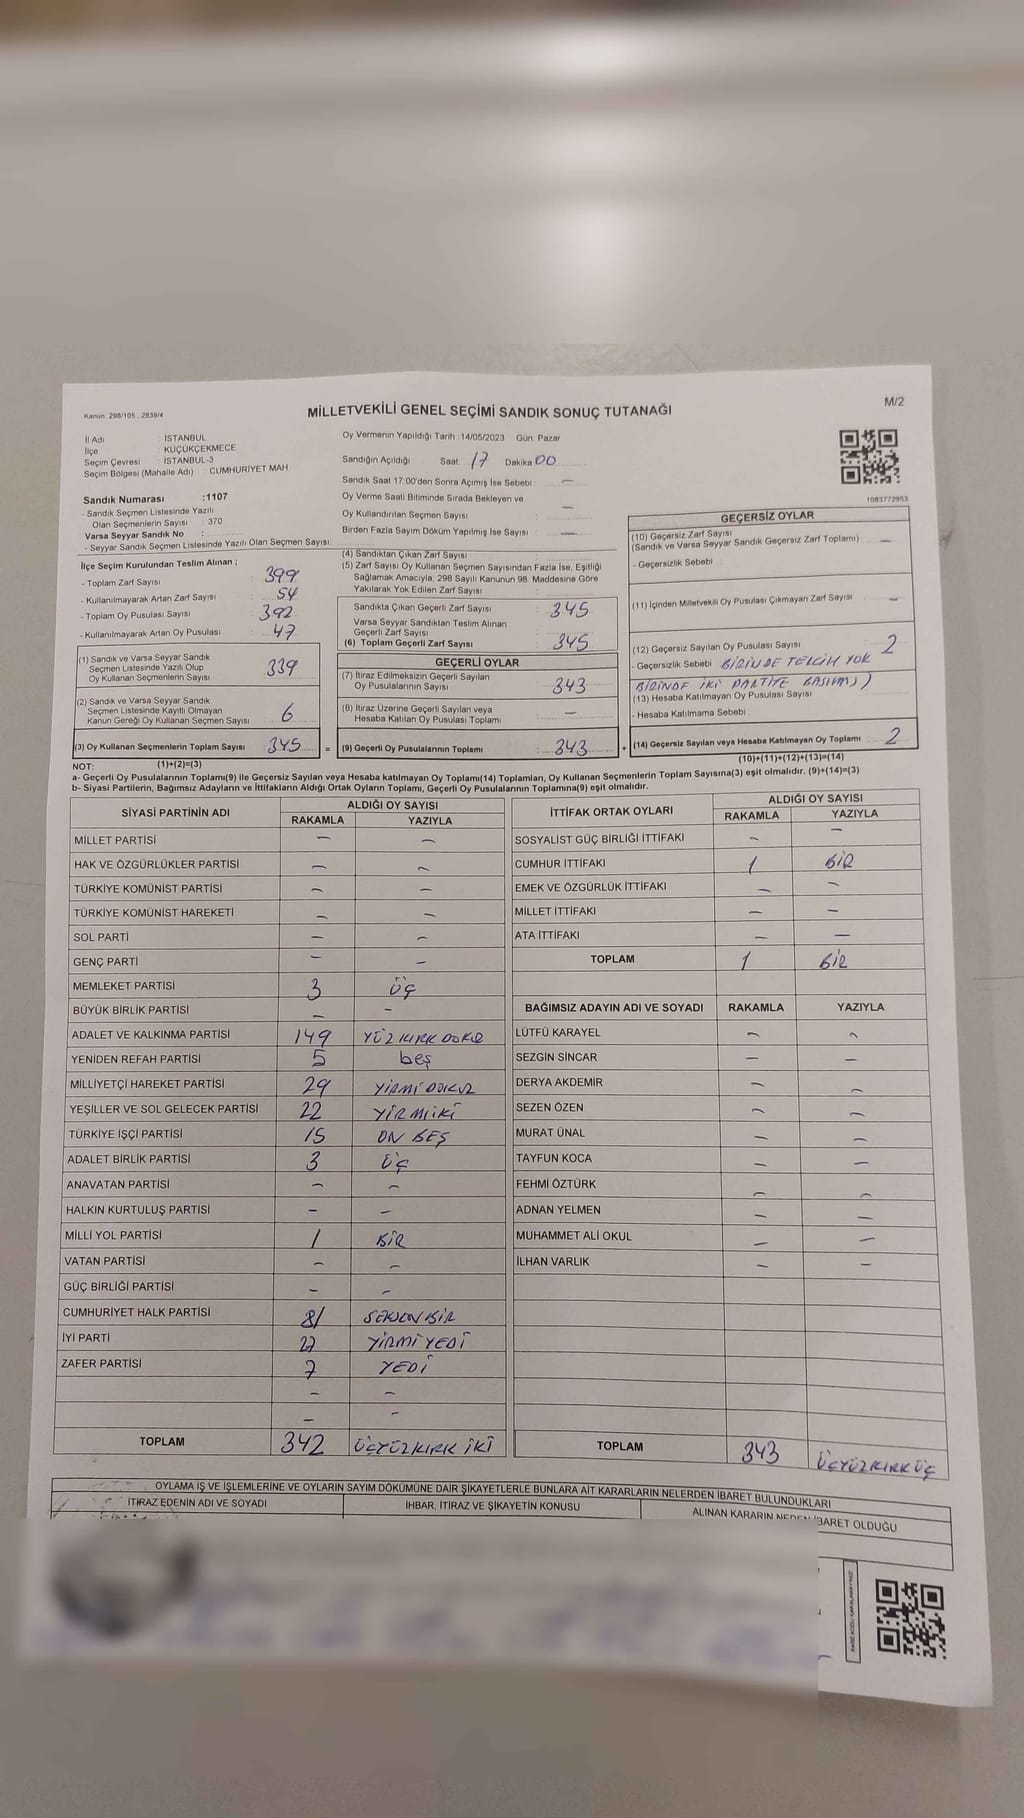 Kanun: 298/105 , 2839/4
MİLLETVEKİLİ GENEL SEÇİMİ SANDIK SONUÇ TUTANAĞI
M/2
İl Adı : İSTANBUL
İlçe : KÜÇÜKÇEKMECE
Seçim Çevresi : İSTANBUL-3
Seçim Bölgesi (Mahalle Adı) CUMHURİYET MAH
Sandık Numarası :1107
- Sandık Seçmen Listesinde Yazılı
Olan Seçmenlerin Sayısı : 370
Varsa Seyyar Sandık No :
- Seyyar Sandık Seçmen Listesinde Yazılı Olan Seçmen Sayısı:
Oy Vermenin Yapıldığı Tarih :14/05/2023 Gün: Pazar
Sandığın Açıldığı Saat 17 Dakika 00
Sandık Saat 17:00'den Sonra Açımış İse Sebebi : —
Oy Verme Saati Bitiminde Sırada Bekleyen ve
Oy Kullandırılan Seçmen Sayısı : —
Birden Fazla Sayım Döküm Yapılmış İse Sayısı : —
1083772953
İlçe Seçim Kurulundan Teslim Alınan ;
- Toplam Zarf Sayısı : 399
- Kullanılmayarak Artan Zarf Sayısı : 54
- Toplam Oy Pusulası Sayısı : 392
- Kullanılmayarak Artan Oy Pusulası : 47
(1) Sandık ve Varsa Seyyar Sandık
Seçmen Listesinde Yazılı Olup
Oy Kullanan Seçmenlerin Sayısı : 339
(2) Sandık ve Varsa Seyyar Sandık
Seçmen Listesinde Kayıtlı Olmayan
Kanun Gereği Oy Kullanan Seçmen Sayısı : 6
(3) Oy Kullanan Seçmenlerin Toplam Sayısı : 345
(4) Sandıktan Çıkan Zarf Sayısı :
(5) Zarf Sayısı Oy Kullanan Seçmen Sayısından Fazla İse, Eşitliği
Sağlamak Amacıyla, 298 Sayılı Kanunun 98. Maddesine Göre
Yakılarak Yok Edilen Zarf Sayısı :
Sandıkla Çıkan Geçerli Zarf Sayısı : 345
Varsa Seyyar Sandıktan Teslim Alınan
Geçerli Zarf Sayısı :
(6) Toplam Geçerli Zarf Sayısı : 345
GEÇERLİ OYLAR
(7) İtiraz Edilmeksizin Geçerli Sayılan
Oy Pusulalarının Sayısı : 343
(8) İtiraz Üzerine Geçerli Sayılan veya
Hesaba Katılan Oy Pusulası Toplamı : —
= (9) Geçerli Oy Pusulalarının Toplamı : 343 +
GEÇERSİZ OYLAR
(10) Geçersiz Zarf Sayısı
(Sandık ve Varsa Seyyar Sandık Geçersiz Zarf Toplamı) —
- Geçersizlik Sebebi
(11) İçinden Milletvekili Oy Pusulası Çıkmayan Zarf Sayısı —
(12) Geçersiz Sayılan Oy Pusulası Sayısı 2
- Geçersizlik Sebebi BİRİNDE TERCİH YOK
BİRİNDE İKİ PARTİYE BASILMIŞ
(13) Hesaba Katılmayan Oy Pusulası Sayısı
- Hesaba Katılmama Sebebi
(14) Geçersiz Sayılan veya Hesaba Katılmayan Oy Toplamı : 2
NOT: (1)+(2)=(3)
(10)+(11)+(12)+(13)=(14)
a- Geçerli Oy Pusulalarının Toplamı(9) ile Geçersiz Sayılan veya Hesaba katılmayan Oy Toplamı(14) Toplamları, Oy Kullanan Seçmenlerin Toplam Sayısına(3) eşit olmalıdır. (9)+(14)=(3)
b- Siyasi Partilerin, Bağımsız Adayların ve İttifakların Aldığı Ortak Oyların Toplamı, Geçerli Oy Pusulalarının Toplamına(9) eşit olmalıdır.
SİYASİ PARTİNİN ADI ALDIĞI OY SAYISI
RAKAMLA YAZIYLA
MİLLET PARTİSİ — —
HAK VE ÖZGÜRLÜKLER PARTİSİ — —
TÜRKİYE KOMÜNİST PARTİSİ — —
TÜRKİYE KOMÜNİST HAREKETİ — —
SOL PARTİ — —
GENÇ PARTİ — —
MEMLEKET PARTİSİ 3 ÜÇ
BÜYÜK BİRLİK PARTİSİ — —
ADALET VE KALKINMA PARTİSİ 149 YÜZ KIRK DOKUZ
YENİDEN REFAH PARTİSİ 5 beş
MİLLİYETÇİ HAREKET PARTİSİ 29 YİRMİ DOKUZ
YEŞİLLER VE SOL GELECEK PARTİSİ 22 YİRMİİKİ
TÜRKİYE İŞÇİ PARTİSİ 15 ON BEŞ
ADALET BİRLİK PARTİSİ 3 ÜÇ
ANAVATAN PARTİSİ — —
HALKIN KURTULUŞ PARTİSİ — —
MİLLİ YOL PARTİSİ 1 BİR
VATAN PARTİSİ — —
GÜÇ BİRLİĞİ PARTİSİ — —
CUMHURİYET HALK PARTİSİ 81 SEKSEN BİR
İYİ PARTİ 27 YİRMİ YEDİ
ZAFER PARTİSİ 7 YEDİ
— —
— —
TOPLAM 342 ÜÇYÜZ KIRK İKİ
İTTİFAK ORTAK OYLARI ALDIĞI OY SAYISI
RAKAMLA YAZIYLA
SOSYALİST GÜÇ BİRLİĞİ İTTİFAKI — —
CUMHUR İTTİFAKI 1 BİR
EMEK VE ÖZGÜRLÜK İTTİFAKI — —
MİLLET İTTİFAKI — —
ATA İTTİFAKI — —
TOPLAM 1 BİR
BAĞIMSIZ ADAYIN ADI VE SOYADI RAKAMLA YAZIYLA
LÜTFÜ KARAYEL — —
SEZGİN SİNCAR — —
DERYA AKDEMİR — —
SEZEN ÖZEN — —
MURAT ÜNAL — —
TAYFUN KOCA — —
FEHMİ ÖZTÜRK — —
ADNAN YELMEN — —
MUHAMMET ALİ OKUL — —
İLHAN VARLIK — —
TOPLAM 343 ÜÇYÜZ KIRK ÜÇ
OYLAMA İŞ VE İŞLEMLERİNE VE OYLARIN SAYIM DÖKÜMÜNE DAİR ŞİKAYETLERLE BUNLARA AİT KARARLARIN NELERDEN İBARET BULUNDUKLARI
İTİRAZ EDENİN ADI VE SOYADI İHBAR, İTİRAZ VE ŞİKAYETİN KONUSU ALINAN KARARIN NEDEN İBARET OLDUĞU